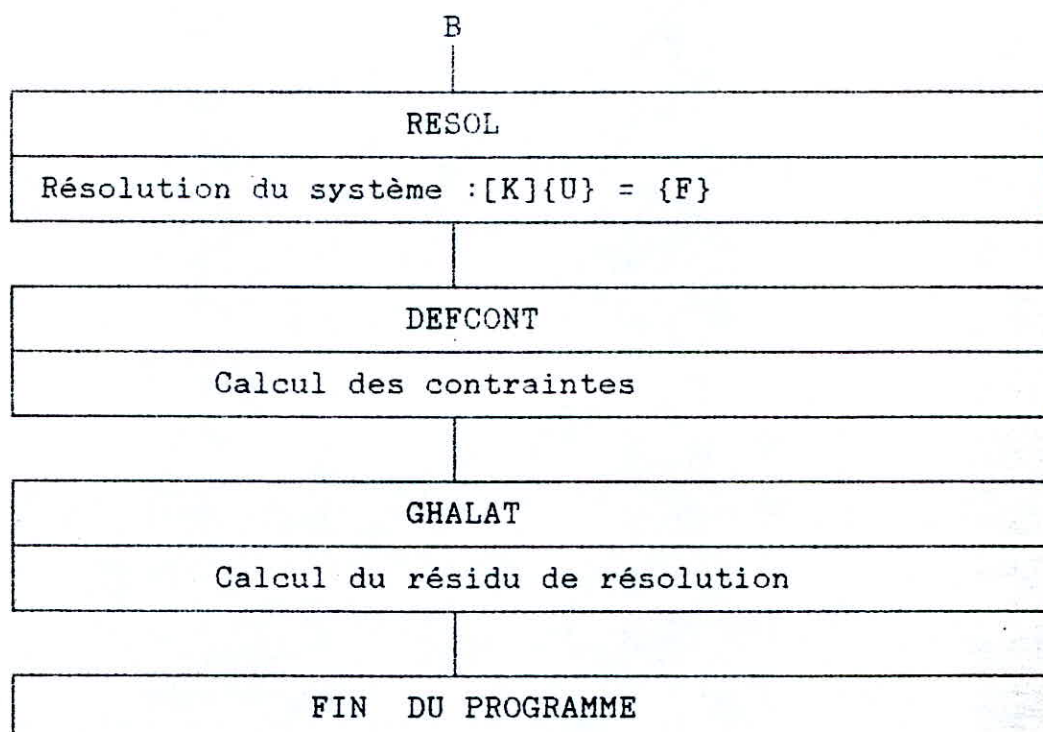 B
RESOL
Résolution du système :[K]{U} = {F}
DEFCONT
Calcul des contraintes
GHALAT
Calcul du résidu de résolution
FIN DU PROGRAMME